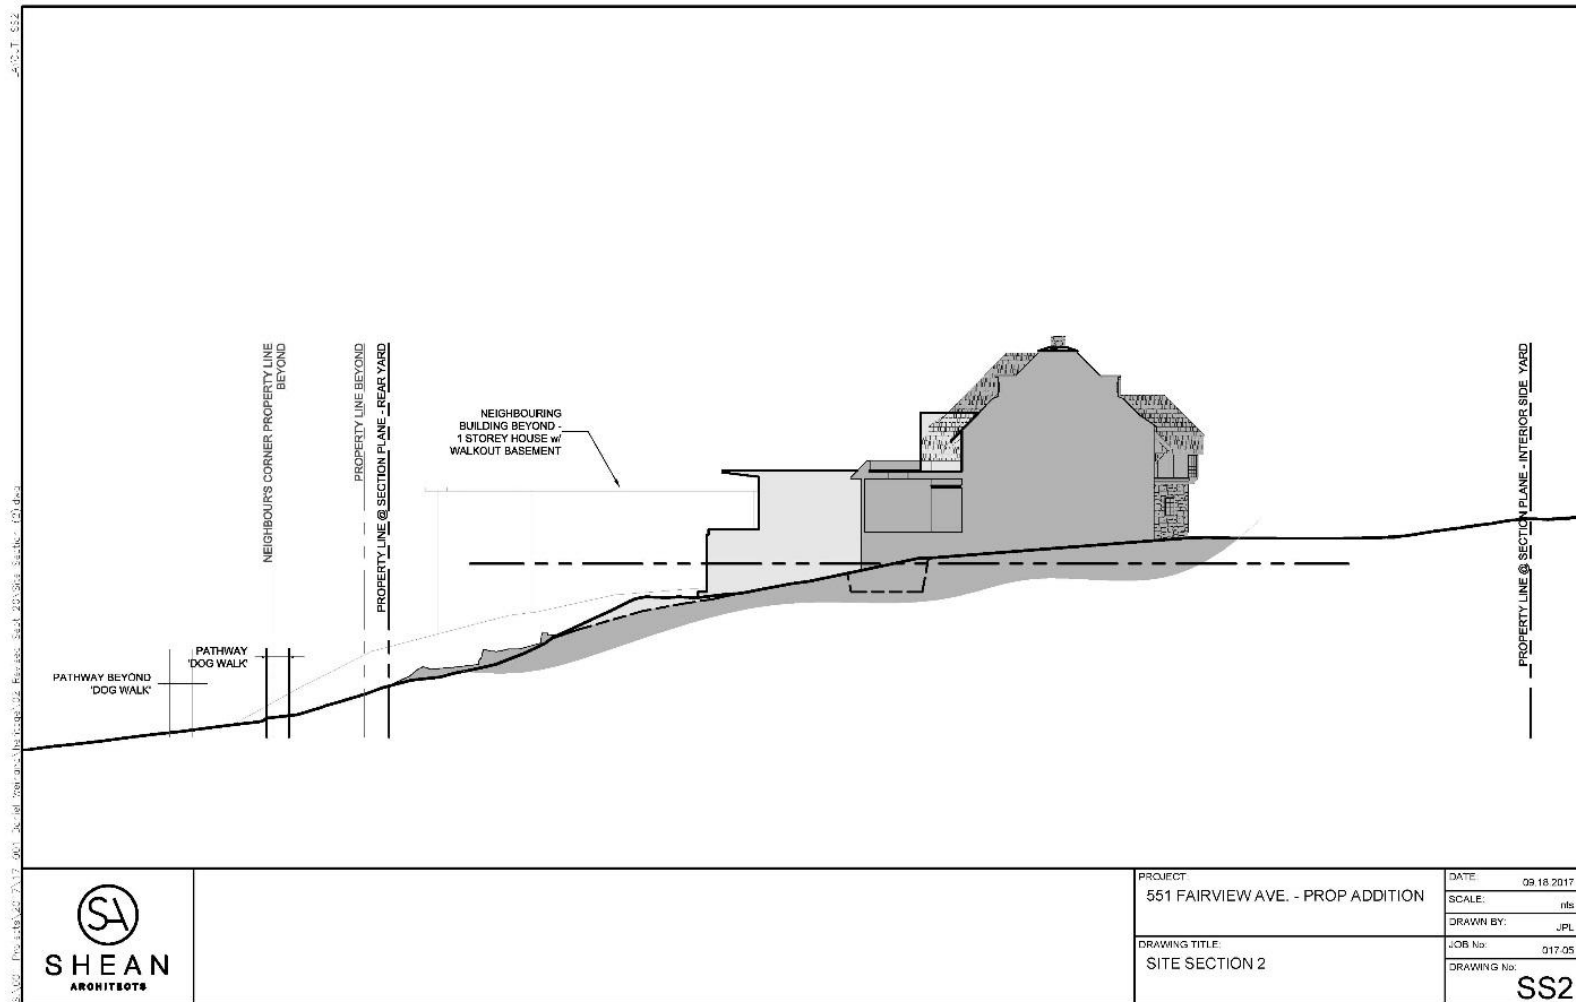 LAYOUT: SS2
NEIGHBOUR'S CORNER PROPERTY LINE
BEYOND
PROPERTY LINE BEYOND
PROPERTY LINE @ SECTION PLANE - REAR YARD
NEIGHBOURING
BUILDING BEYOND -
1 STOREY HOUSE w/
WALKOUT BASEMENT
PROPERTY LINE @ SECTION PLANE - INTERIOR SIDE YARD
PATHWAY
'DOG WALK'
PATHWAY BEYOND
'DOG WALK'
SA
SHEAN
ARCHITECTS
PROJECT:
551 FAIRVIEW AVE. - PROP ADDITION
DRAWING TITLE:
SITE SECTION 2
DATE: 09.18.2017
SCALE: nts
DRAWN BY: JPL
JOB No: 017-05
DRAWING No:
SS2